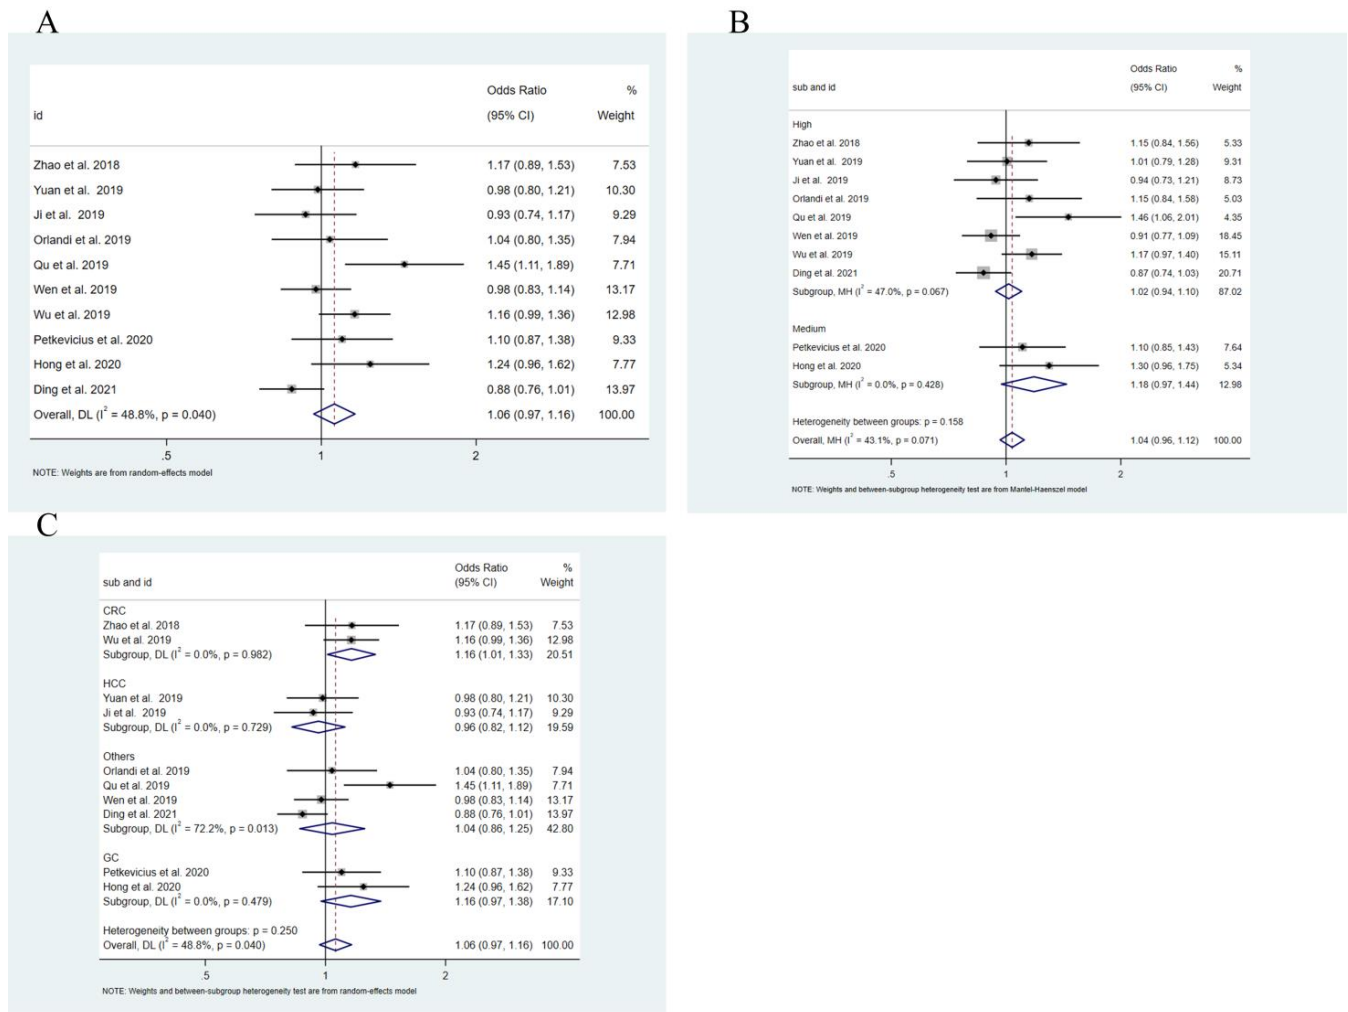 A
Odds Ratio %
id (95% CI) Weight
Zhao et al. 2018 1.17 (0.89, 1.53) 7.53
Yuan et al. 2019 0.98 (0.80, 1.21) 10.30
Ji et al. 2019 0.93 (0.74, 1.17) 9.29
Orlandi et al. 2019 1.04 (0.80, 1.35) 7.94
Qu et al. 2019 1.45 (1.11, 1.89) 7.71
Wen et al. 2019 0.98 (0.83, 1.14) 13.17
Wu et al. 2019 1.16 (0.99, 1.36) 12.98
Petkevicius et al. 2020 1.10 (0.87, 1.38) 9.33
Hong et al. 2020 1.24 (0.96, 1.62) 7.77
Ding et al. 2021 0.88 (0.76, 1.01) 13.97
Overall, DL (I² = 48.8%, p = 0.040) 1.06 (0.97, 1.16) 100.00
.5 1 2
NOTE: Weights are from random-effects model
B
Odds Ratio %
sub and id (95% CI) Weight
High
Zhao et al. 2018 1.15 (0.84, 1.56) 5.33
Yuan et al. 2019 1.01 (0.79, 1.28) 9.31
Ji et al. 2019 0.94 (0.73, 1.21) 8.73
Orlandi et al. 2019 1.15 (0.84, 1.58) 5.03
Qu et al. 2019 1.46 (1.06, 2.01) 4.35
Wen et al. 2019 0.91 (0.77, 1.09) 18.45
Wu et al. 2019 1.17 (0.97, 1.40) 15.11
Ding et al. 2021 0.87 (0.74, 1.03) 20.71
Subgroup, MH (I² = 47.0%, p = 0.067) 1.02 (0.94, 1.10) 87.02
Medium
Petkevicius et al. 2020 1.10 (0.85, 1.43) 7.64
Hong et al. 2020 1.30 (0.96, 1.75) 5.34
Subgroup, MH (I² = 0.0%, p = 0.428) 1.18 (0.97, 1.44) 12.98
Heterogeneity between groups: p = 0.158
Overall, MH (I² = 43.1%, p = 0.071) 1.04 (0.96, 1.12) 100.00
.5 1 2
NOTE: Weights and between-subgroup heterogeneity test are from Mantel-Haenszel model
C
Odds Ratio %
sub and id (95% CI) Weight
CRC
Zhao et al. 2018 1.17 (0.89, 1.53) 7.53
Wu et al. 2019 1.16 (0.99, 1.36) 12.98
Subgroup, DL (I² = 0.0%, p = 0.982) 1.16 (1.01, 1.33) 20.51
HCC
Yuan et al. 2019 0.98 (0.80, 1.21) 10.30
Ji et al. 2019 0.93 (0.74, 1.17) 9.29
Subgroup, DL (I² = 0.0%, p = 0.729) 0.96 (0.82, 1.12) 19.59
Others
Orlandi et al. 2019 1.04 (0.80, 1.35) 7.94
Qu et al. 2019 1.45 (1.11, 1.89) 7.71
Wen et al. 2019 0.98 (0.83, 1.14) 13.17
Ding et al. 2021 0.88 (0.76, 1.01) 13.97
Subgroup, DL (I² = 72.2%, p = 0.013) 1.04 (0.86, 1.25) 42.80
GC
Petkevicius et al. 2020 1.10 (0.87, 1.38) 9.33
Hong et al. 2020 1.24 (0.96, 1.62) 7.77
Subgroup, DL (I² = 0.0%, p = 0.479) 1.16 (0.97, 1.38) 17.10
Heterogeneity between groups: p = 0.250
Overall, DL (I² = 48.8%, p = 0.040) 1.06 (0.97, 1.16) 100.00
.5 1 2
NOTE: Weights and between-subgroup heterogeneity test are from random-effects model